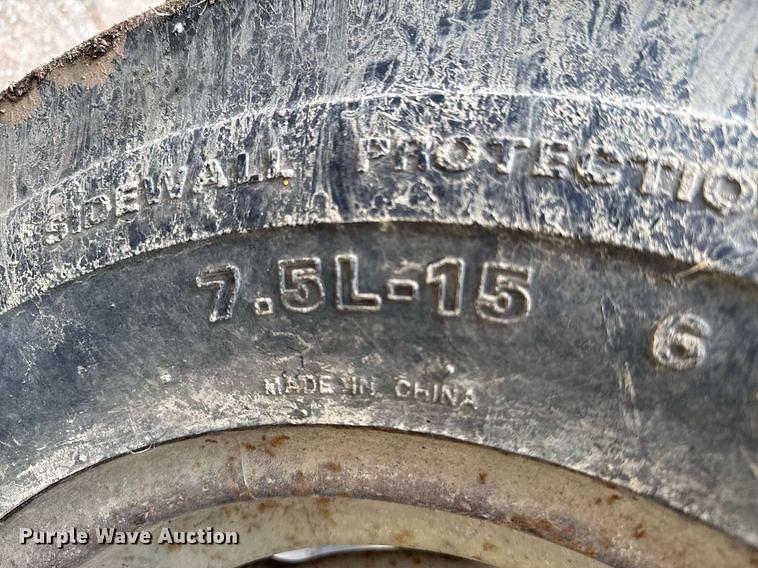 SIDEWALL PROTECTIO
7.5L-15 6
MADE IN CHINA
Purple Wave Auction